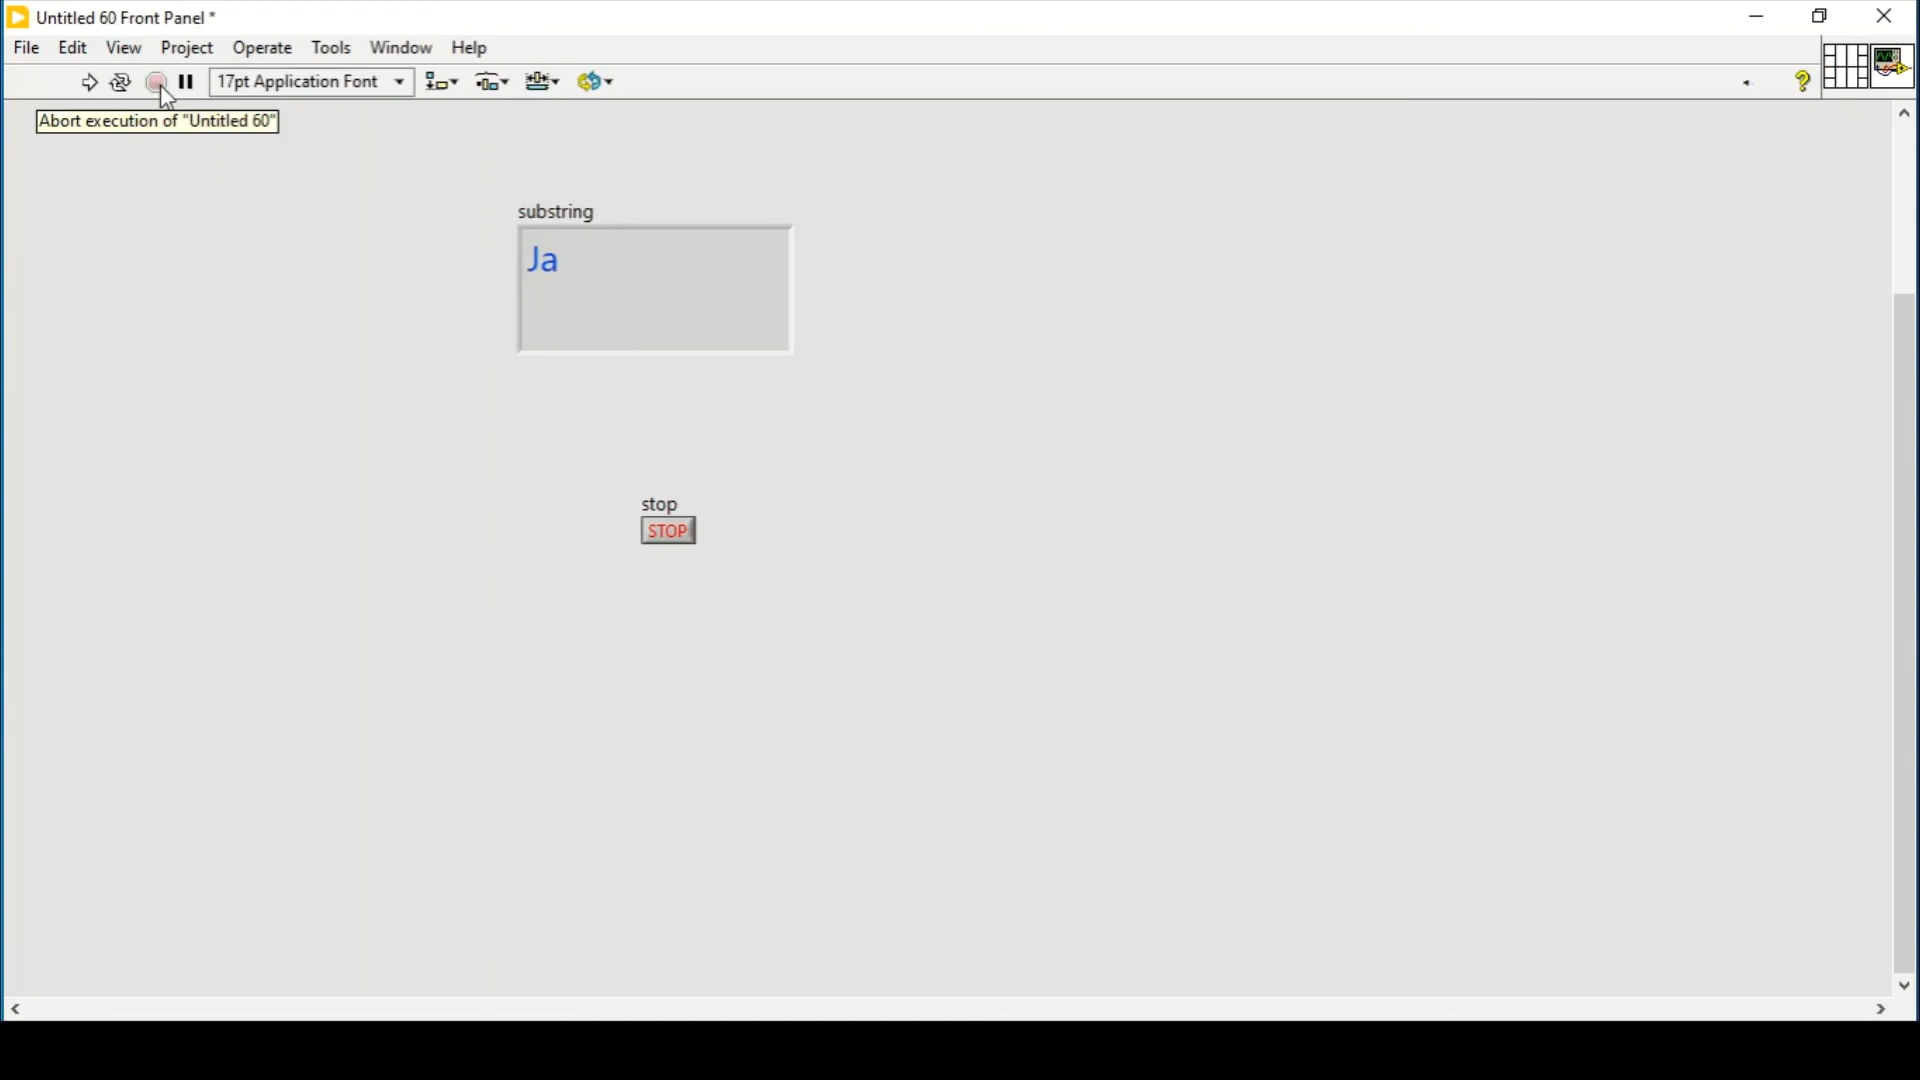 Untitled 60 Front Panel *
File Edit View Project Operate Tools Window Help
17pt Application Font
?
Abort execution of "Untitled 60"
substring
Ja
stop
STOP